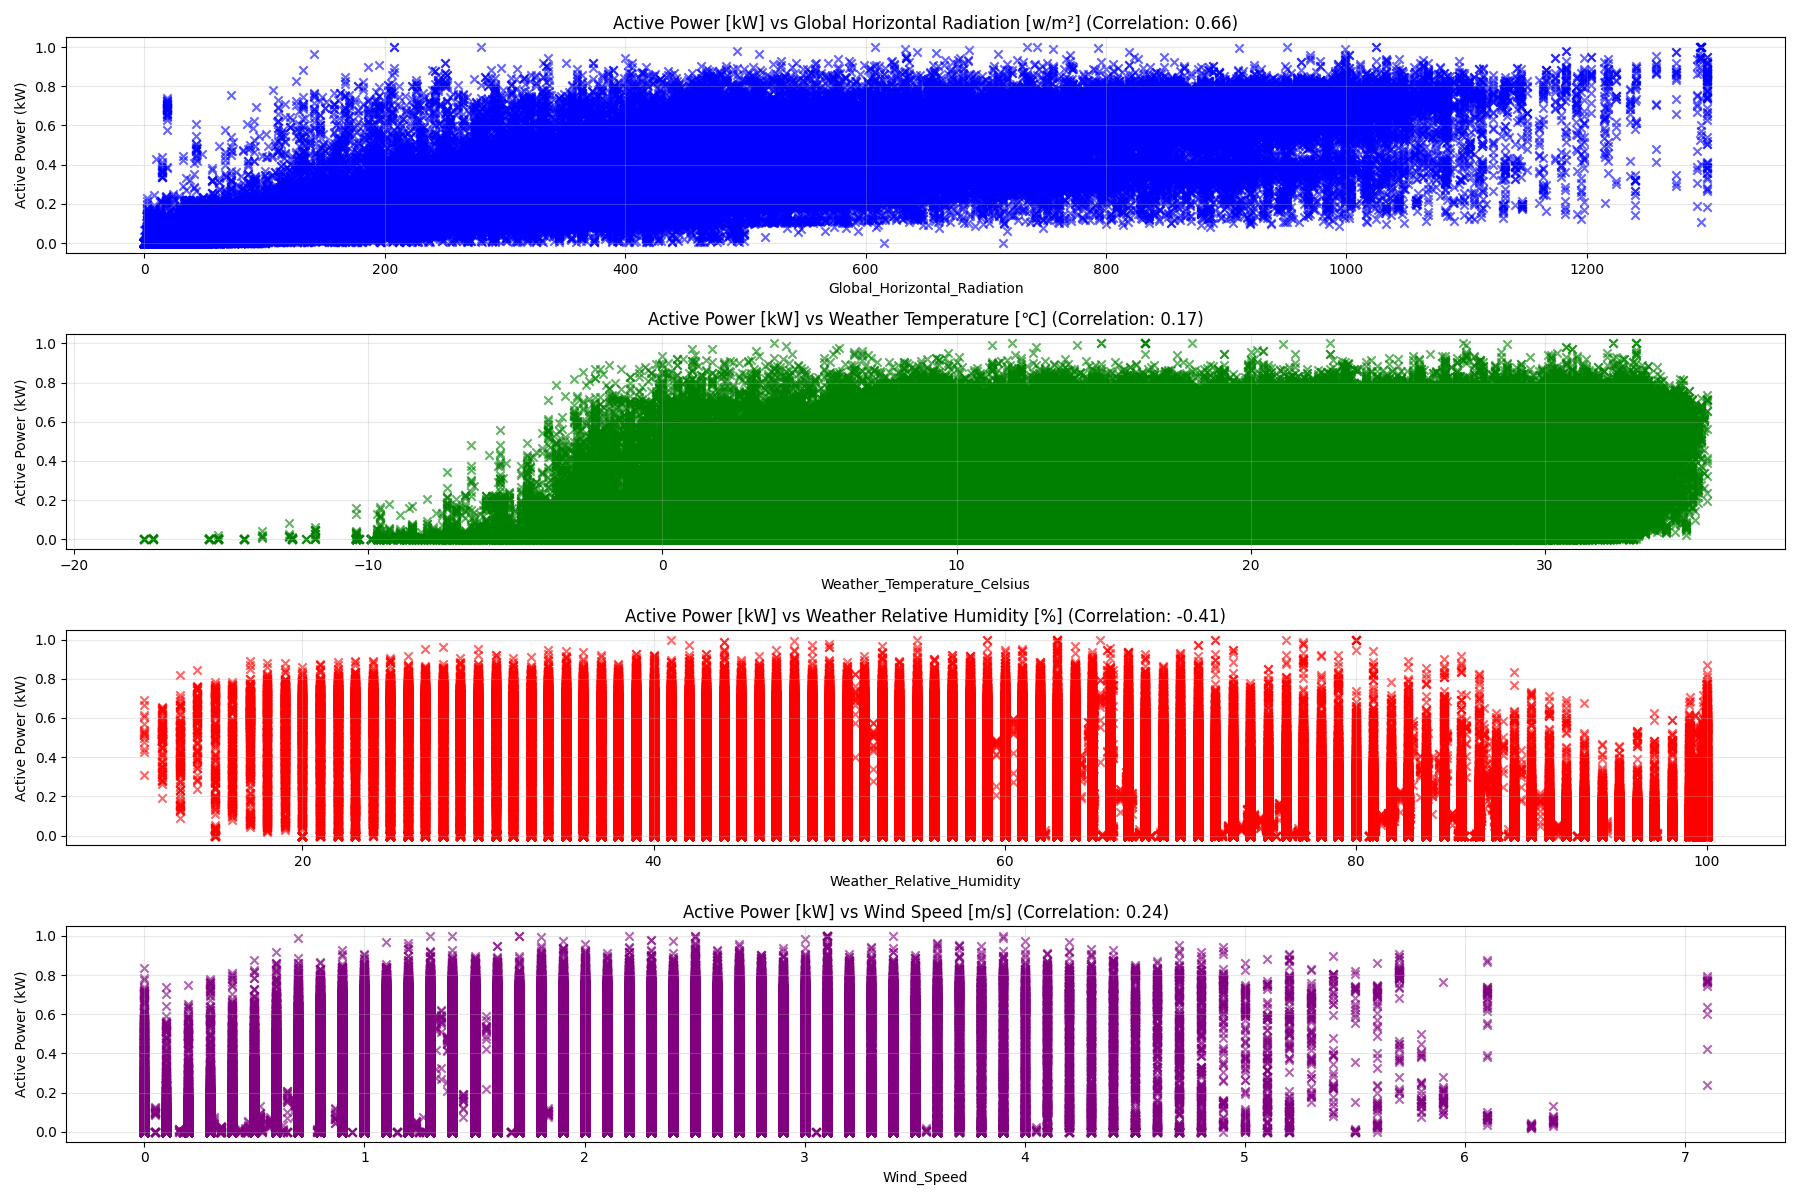 Active Power [kW] vs Global Horizontal Radiation [w/m²] (Correlation: 0.66)
Active Power (kW)
1.0
0.8
0.6
0.4
0.2
0.0
0 200 400 600 800 1000 1200
Global_Horizontal_Radiation
Active Power [kW] vs Weather Temperature [℃] (Correlation: 0.17)
Active Power (kW)
1.0
0.8
0.6
0.4
0.2
0.0
−20 −10 0 10 20 30
Weather_Temperature_Celsius
Active Power [kW] vs Weather Relative Humidity [%] (Correlation: -0.41)
Active Power (kW)
1.0
0.8
0.6
0.4
0.2
0.0
20 40 60 80 100
Weather_Relative_Humidity
Active Power [kW] vs Wind Speed [m/s] (Correlation: 0.24)
Active Power (kW)
1.0
0.8
0.6
0.4
0.2
0.0
0 1 2 3 4 5 6 7
Wind_Speed